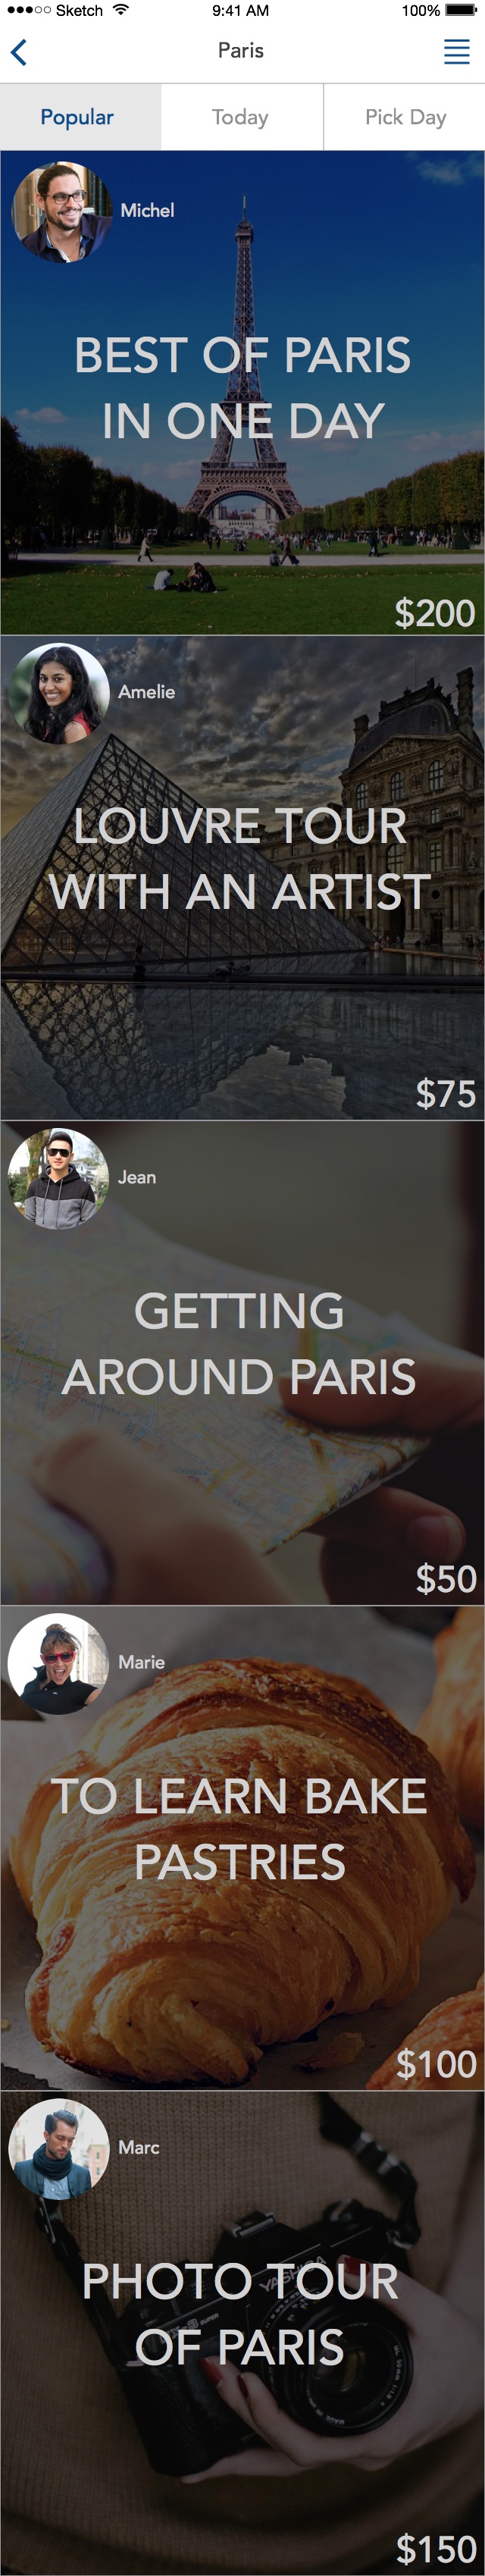 Sketch 9:41 AM 100%
Paris
Popular Today Pick Day
Michel
BEST OF PARIS
IN ONE DAY
$200
Amelie
LOUVRE TOUR
WITH AN ARTIST
$75
Jean
GETTING
AROUND PARIS
$50
Marie
TO LEARN BAKE
PASTRIES
$100
Marc
YASHICA
PHOTO TOUR
SUPER
OF PARIS
$150